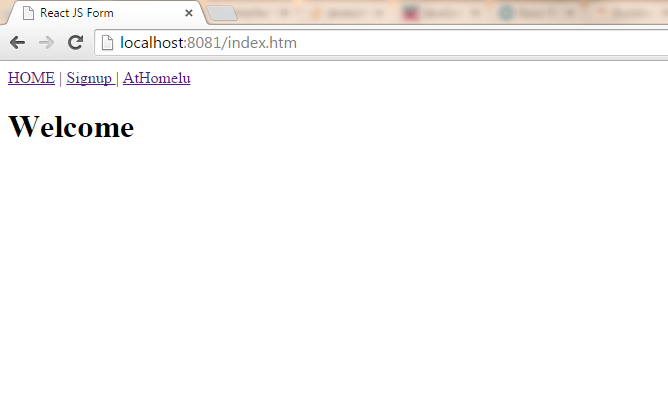 React JS Form
localhost:8081/index.htm
HOME | Signup | AtHomelu
Welcome